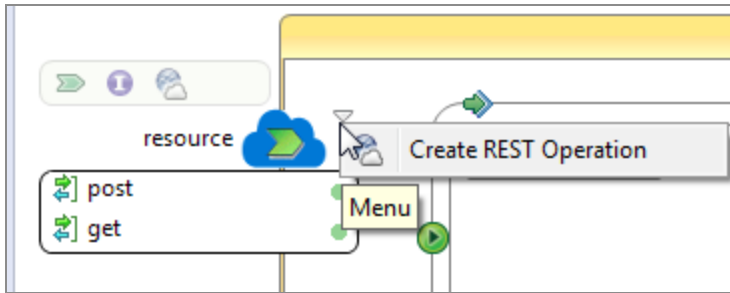 resource
Create REST Operation
post
Menu
get